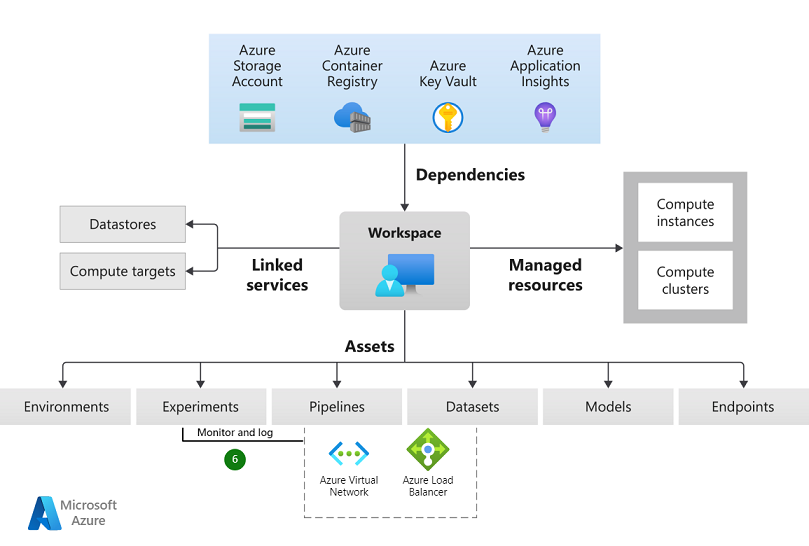 Azure
Storage
Account
Azure
Container
Registry
Azure
Key Vault
Azure
Application
Insights
Dependencies
Datastores
Compute targets
Linked
services
Workspace
Managed
resources
Compute
instances
Compute
clusters
Assets
Environments
Experiments
Pipelines
Datasets
Models
Endpoints
Monitor and log
6
Azure Virtual
Network
Azure Load
Balancer
Microsoft
Azure